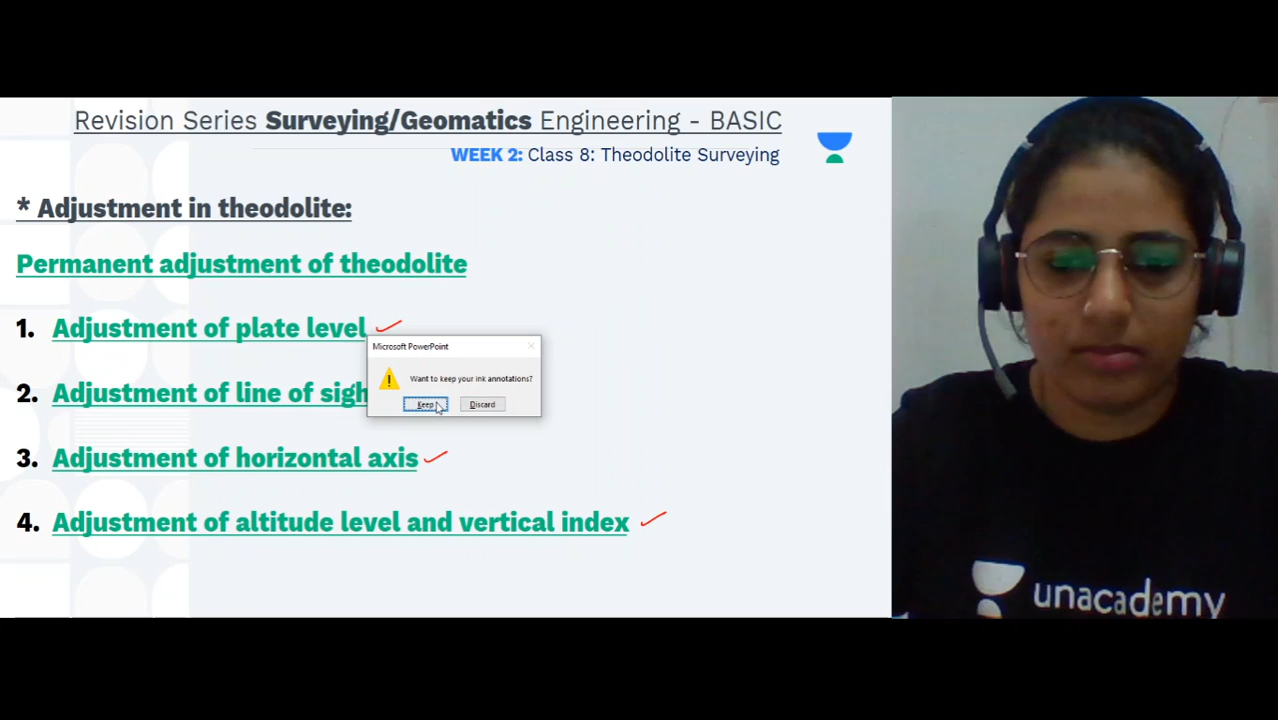 Revision Series Surveying/Geomatics Engineering - BASIC
WEEK 2: Class 8: Theodolite Surveying
* Adjustment in theodolite:
Permanent adjustment of theodolite
1. Adjustment of plate level
Microsoft PowerPoint
Want to keep your ink annotations?
Keep Discard
2. Adjustment of line of sigh
3. Adjustment of horizontal axis
4. Adjustment of altitude level and vertical index
unacademy